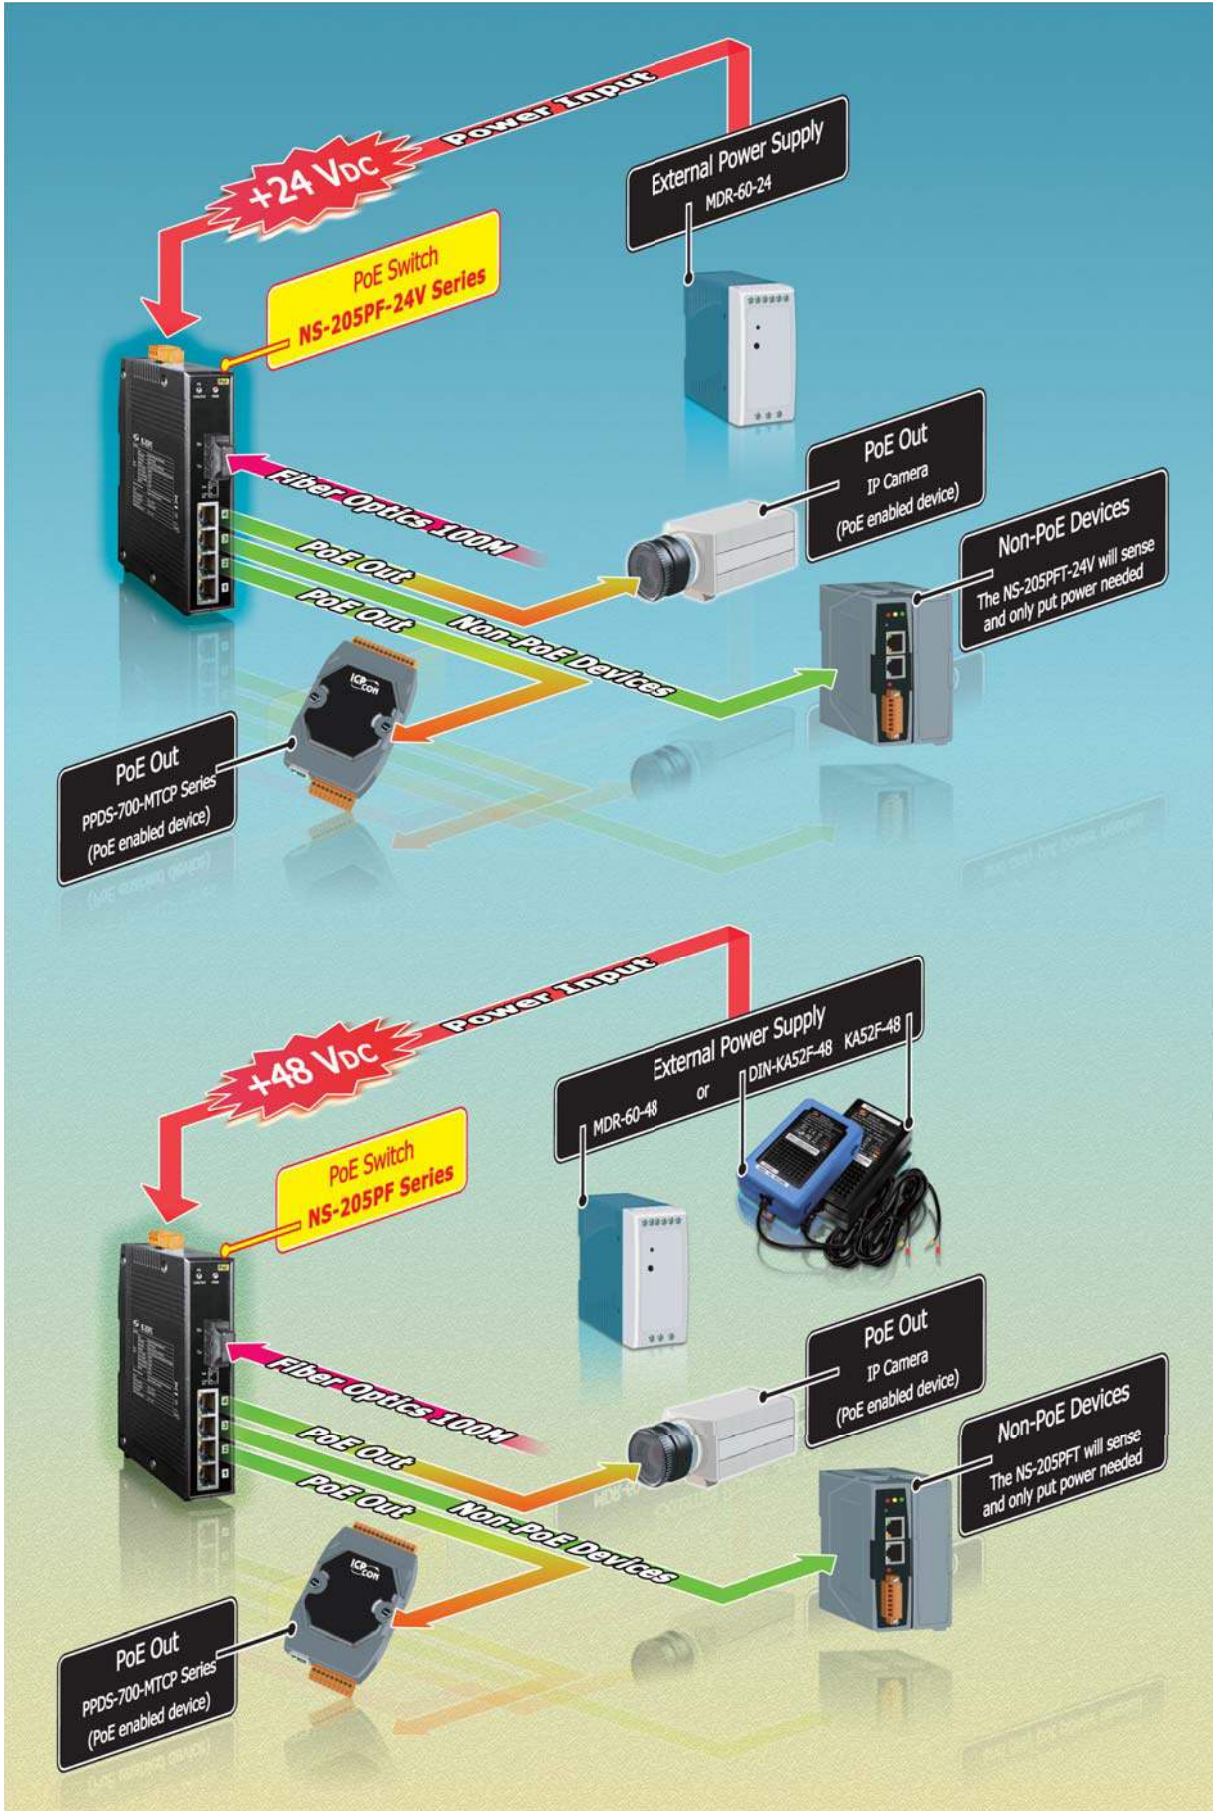 Power Input
+24 VDC
External Power Supply
MDR-60-24
PoE Switch
NS-205PF-24V Series
PoE
PoE Out
IP Camera
(PoE enabled device)
Fiber Optics 100M
Non-PoE Devices
The NS-205PFT-24V will sense
and only put power needed
PoE Out
PoE Out
Non-PoE Devices
ICP
CON
PoE Out
PPDS-700-MTCP Series
(PoE enabled device)
Power Input
+48 VDC
External Power Supply
MDR-60-48 or DIN-KA52F-48 KA52F-48
PoE Switch
NS-205PF Series
PoE
PoE Out
IP Camera
(PoE enabled device)
Fiber Optics 100M
Non-PoE Devices
The NS-205PFT will sense
and only put power needed
PoE Out
PoE Out
Non-PoE Devices
ICP
CON
PoE Out
PPDS-700-MTCP Series
(PoE enabled device)